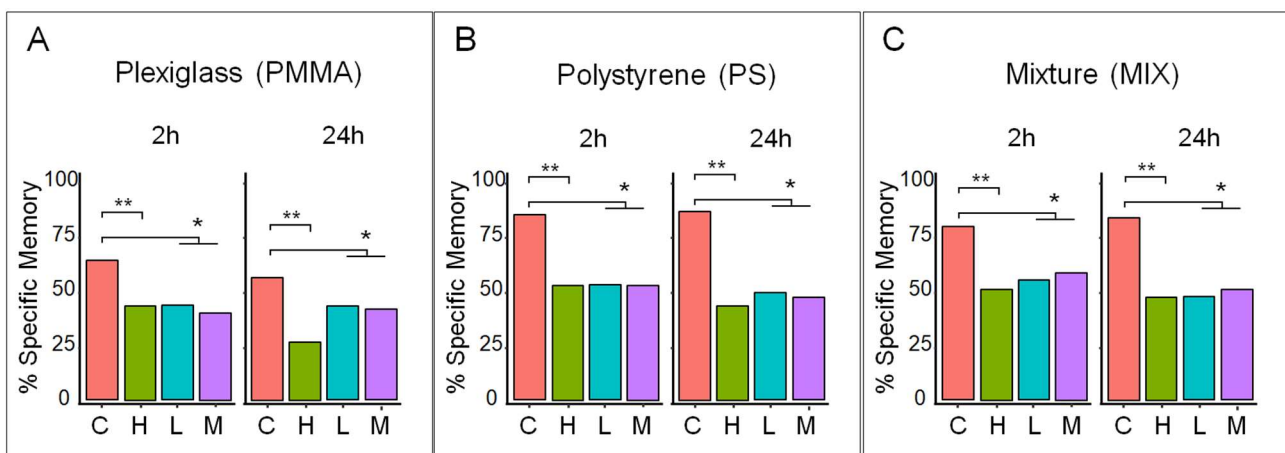 A
Plexiglass (PMMA)
2h
24h
% Specific Memory
100
75
50
25
0
**
*
**
*
C H L M
C H L M
B
Polystyrene (PS)
2h
24h
% Specific Memory
100
75
50
25
0
**
*
**
*
C H L M
C H L M
C
Mixture (MIX)
2h
24h
% Specific Memory
100
75
50
25
0
**
*
**
*
C H L M
C H L M